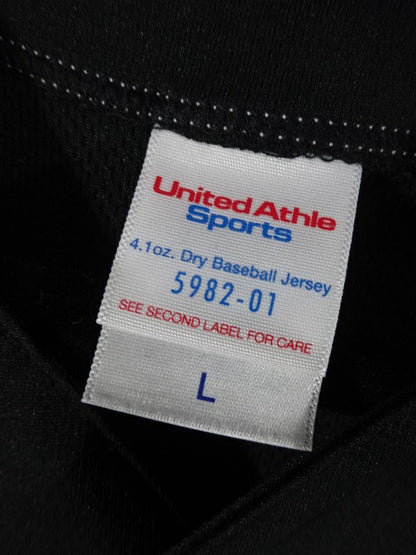 United Athle
Sports
4.1oz. Dry Baseball Jersey
5982-01
SEE SECOND LABEL FOR CARE
L